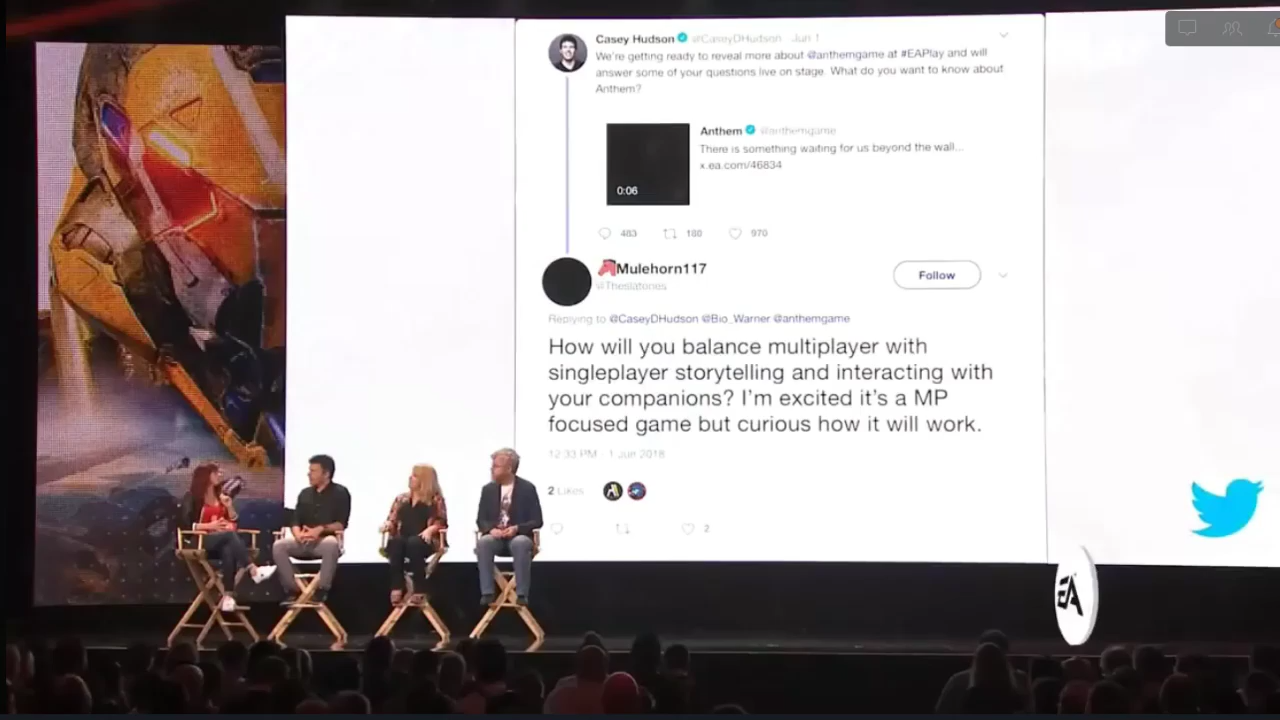 Casey Hudson @CaseyDHudson · Jun 1
We're getting ready to reveal more about @anthemgame at #EAPlay and will
answer some of your questions live on stage. What do you want to know about
Anthem?
Anthem @anthemgame
There is something waiting for us beyond the wall...
x.ea.com/46834
0:06
483 180 970
Mulehorn117
@Theslatones
Follow
Replying to @CaseyDHudson @Bio_Warner @anthemgame
How will you balance multiplayer with
singleplayer storytelling and interacting with
your companions? I'm excited it's a MP
focused game but curious how it will work.
12:33 PM - 1 Jun 2018
2 Likes
2
EA